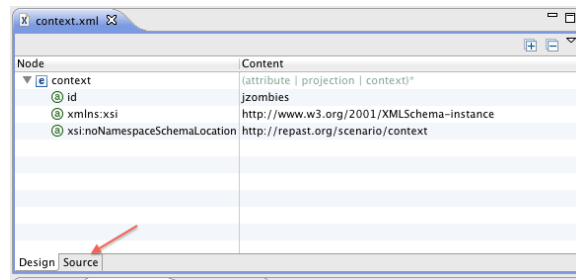 context.xml
Node Content
e context (attribute | projection | context)*
a id jzombies
a xmlns:xsi http://www.w3.org/2001/XMLSchema-instance
a xsi:noNamespaceSchemaLocation http://repast.org/scenario/context
Design Source